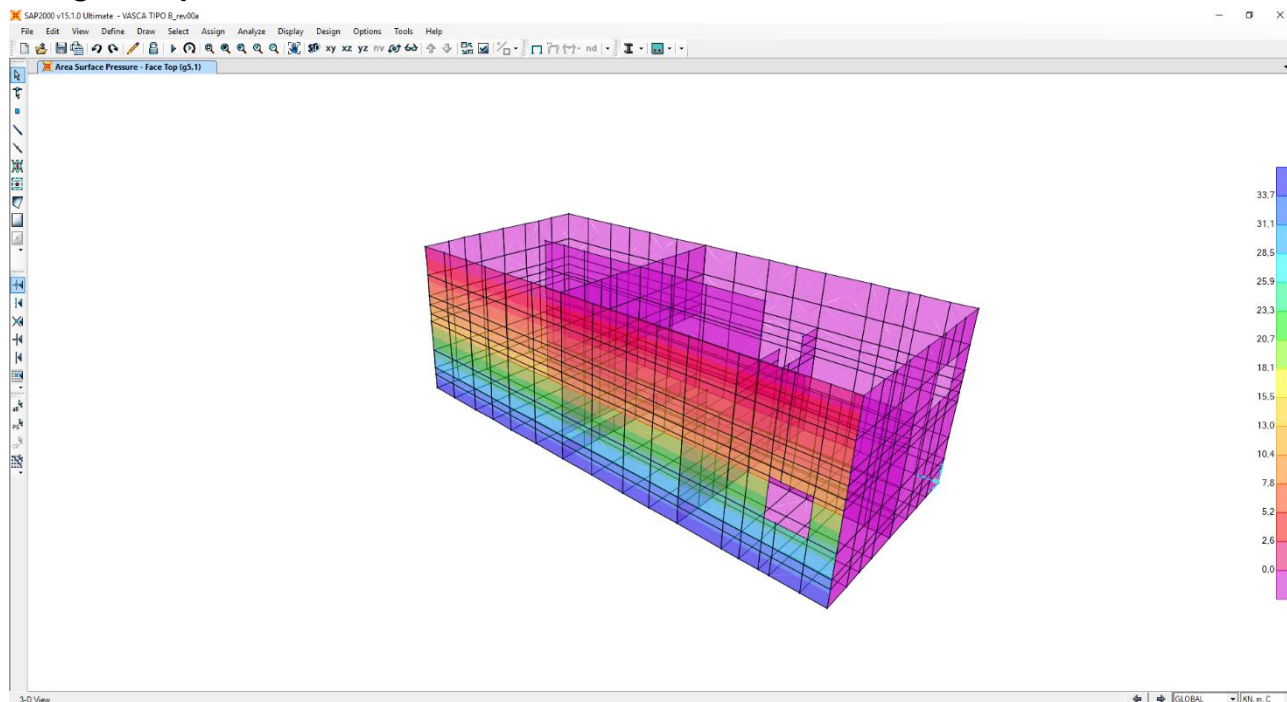 SAP2000 v15.1.0 Ultimate - VASCA TIPO B_rev00a
File Edit View Define Draw Select Assign Analyze Display Design Options Tools Help
xy xz yz nv nd
Area Surface Pressure - Face Top (g5,1)
33,7
31,1
28,5
25,9
23,3
20,7
18,1
15,5
13,0
10,4
7,8
5,2
2,6
0,0
all
PS
clr
3-D View
GLOBAL KN, m, C